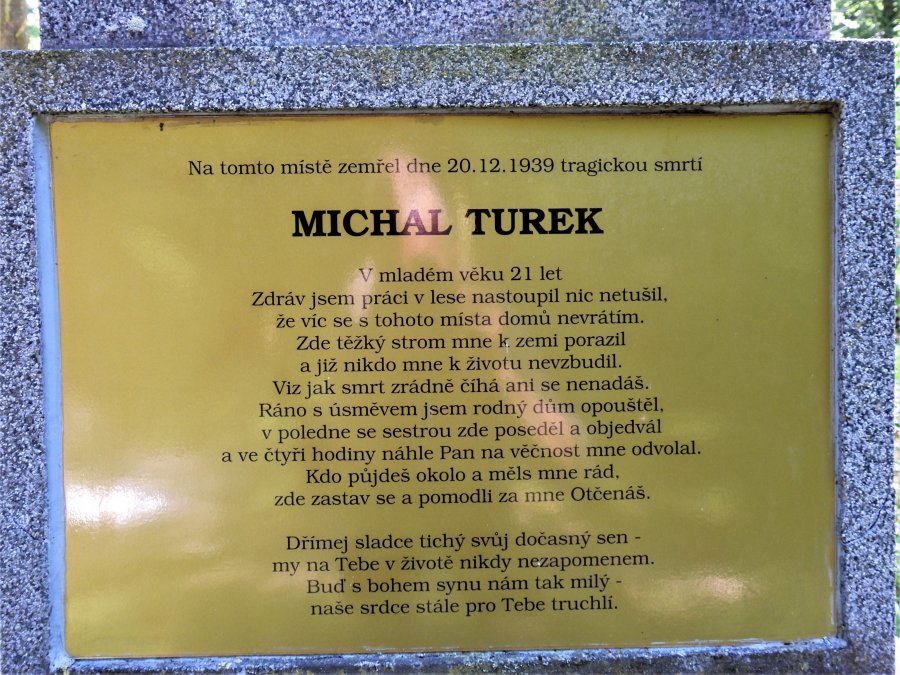 Na tomto místě zemřel dne 20.12.1939 tragickou smrtí
MICHAL TUREK
V mladém věku 21 let
Zdráv jsem práci v lese nastoupil nic netušil,
že víc se s tohoto místa domů nevrátím.
Zde těžký strom mne k zemi porazil
a již nikdo mne k životu nevzbudil.
Viz jak smrt zrádně číhá ani se nenadáš.
Ráno s úsměvem jsem rodný dům opouštěl,
v poledne se sestrou zde poseděl a objedvál
a ve čtyři hodiny náhle Pan na věčnost mne odvolal.
Kdo půjdeš okolo a měls mne rád,
zde zastav se a pomodli za mne Otčenáš.
Dřímej sladce tichý svůj dočasný sen -
my na Tebe v životě nikdy nezapomenem.
Buď s bohem synu nám tak milý -
naše srdce stále pro Tebe truchlí.